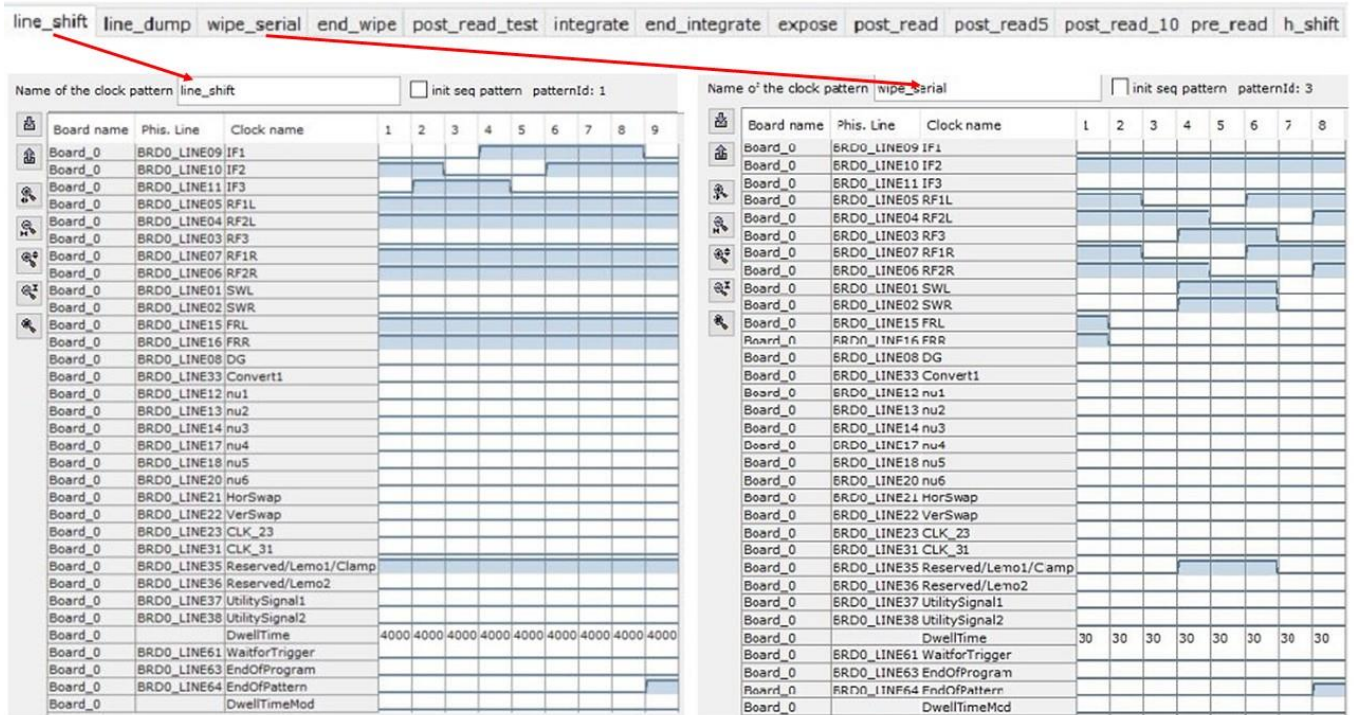 line_shift line_dump wipe_serial end_wipe post_read_test integrate end_integrate expose post_read post_read5 post_read_10 pre_read h_shift
Name of the clock pattern line_shift init seq pattern patternId: 1
Board name Phis. Line Clock name 1 2 3 4 5 6 7 8 9
Board_0 BRD0_LINE09 IF1
Board_0 BRD0_LINE10 IF2
Board_0 BRD0_LINE11 IF3
Board_0 BRD0_LINE05 RF1L
Board_0 BRD0_LINE04 RF2L
Board_0 BRD0_LINE03 RF3
Board_0 BRD0_LINE07 RF1R
Board_0 BRD0_LINE06 RF2R
Board_0 BRD0_LINE01 SWL
Board_0 BRD0_LINE02 SWR
Board_0 BRD0_LINE15 FRL
Board_0 BRD0_LINE16 FRR
Board_0 BRD0_LINE08 DG
Board_0 BRD0_LINE33 Convert1
Board_0 BRD0_LINE12 nu1
Board_0 BRD0_LINE13 nu2
Board_0 BRD0_LINE14 nu3
Board_0 BRD0_LINE17 nu4
Board_0 BRD0_LINE18 nu5
Board_0 BRD0_LINE20 nu6
Board_0 BRD0_LINE21 HorSwap
Board_0 BRD0_LINE22 VerSwap
Board_0 BRD0_LINE23 CLK_23
Board_0 BRD0_LINE31 CLK_31
Board_0 BRD0_LINE35 Reserved/Lemo1/Clamp
Board_0 BRD0_LINE36 Reserved/Lemo2
Board_0 BRD0_LINE37 UtilitySignal1
Board_0 BRD0_LINE38 UtilitySignal2
Board_0 DwellTime 4000 4000 4000 4000 4000 4000 4000 4000 4000
Board_0 BRD0_LINE61 WaitforTrigger
Board_0 BRD0_LINE63 EndOfProgram
Board_0 BRD0_LINE64 EndOfPattern
Board_0 DwellTimeMod
Name of the clock pattern wipe_serial init seq pattern patternId: 3
Board name Phis. Line Clock name 1 2 3 4 5 6 7 8
Board_0 BRD0_LINE09 IF1
Board_0 BRD0_LINE10 IF2
Board_0 BRD0_LINE11 IF3
Board_0 BRD0_LINE05 RF1L
Board_0 BRD0_LINE04 RF2L
Board_0 BRD0_LINE03 RF3
Board_0 BRD0_LINE07 RF1R
Board_0 BRD0_LINE06 RF2R
Board_0 BRD0_LINE01 SWL
Board_0 BRD0_LINE02 SWR
Board_0 BRD0_LINE15 FRL
Board_0 BRD0_LINE16 FRR
Board_0 BRD0_LINE08 DG
Board_0 BRD0_LINE33 Convert1
Board_0 BRD0_LINE12 nu1
Board_0 BRD0_LINE13 nu2
Board_0 BRD0_LINE14 nu3
Board_0 BRD0_LINE17 nu4
Board_0 BRD0_LINE18 nu5
Board_0 BRD0_LINE20 nu6
Board_0 BRD0_LINE21 HorSwap
Board_0 BRD0_LINE22 VerSwap
Board_0 BRD0_LINE23 CLK_23
Board_0 BRD0_LINE31 CLK_31
Board_0 BRD0_LINE35 Reserved/Lemo1/Clamp
Board_0 BRD0_LINE36 Reserved/Lemo2
Board_0 BRD0_LINE37 UtilitySignal1
Board_0 BRD0_LINE38 UtilitySignal2
Board_0 DwellTime 30 30 30 30 30 30 30 30
Board_0 BRD0_LINE61 WaitforTrigger
Board_0 BRD0_LINE63 EndOfProgram
Board_0 BRD0_LINE64 EndOfPattern
Board_0 DwellTimeMod